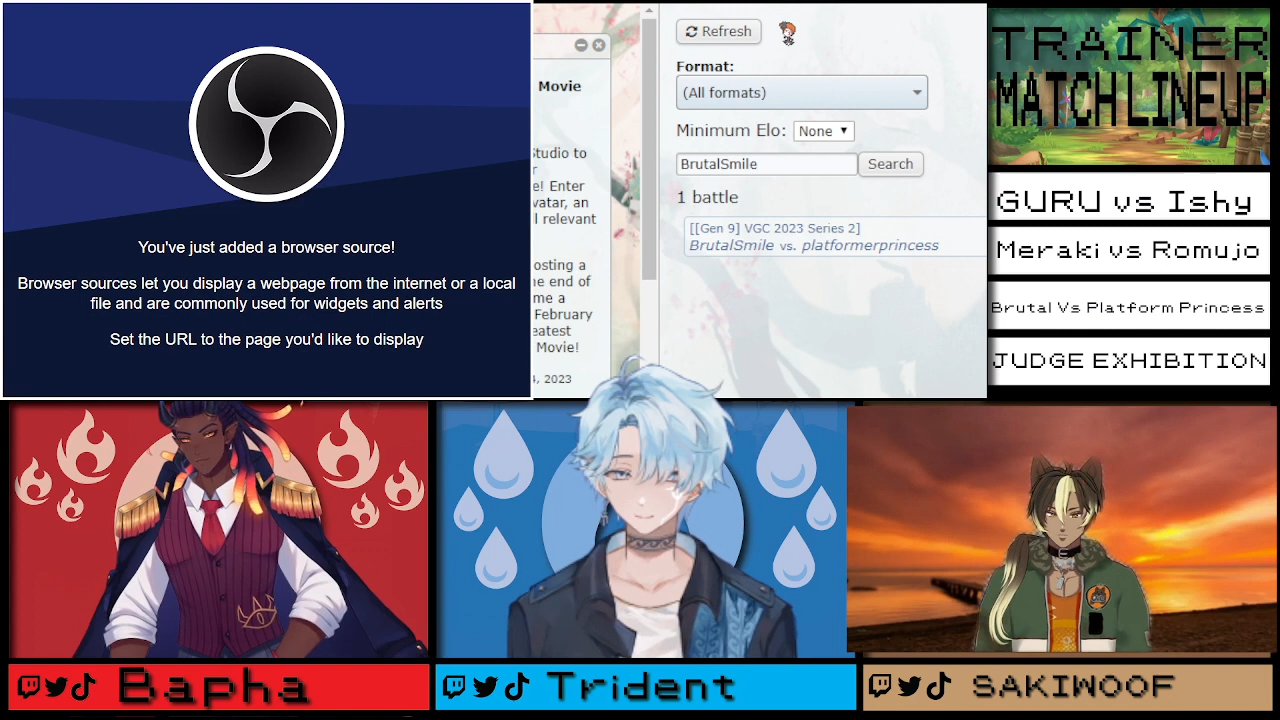 You've just added a browser source!
Browser sources let you display a webpage from the internet or a local
file and are commonly used for widgets and alerts
Set the URL to the page you'd like to display
Movie
Studio to
r
e! Enter
vatar, an
l relevant
osting a
he end of
me a
February
eatest
Movie!
4, 2023
Refresh
Format:
(All formats)
Minimum Elo: None
BrutalSmile Search
1 battle
[[Gen 9] VGC 2023 Series 2]
BrutalSmile vs. platformerprincess
TRAINER
MATCH LINEUP
GURU vs Ishy
Meraki vs Romujo
Brutal Vs Platform Princess
JUDGE EXHIBITION
Bapha
Trident
SAKIWOOF